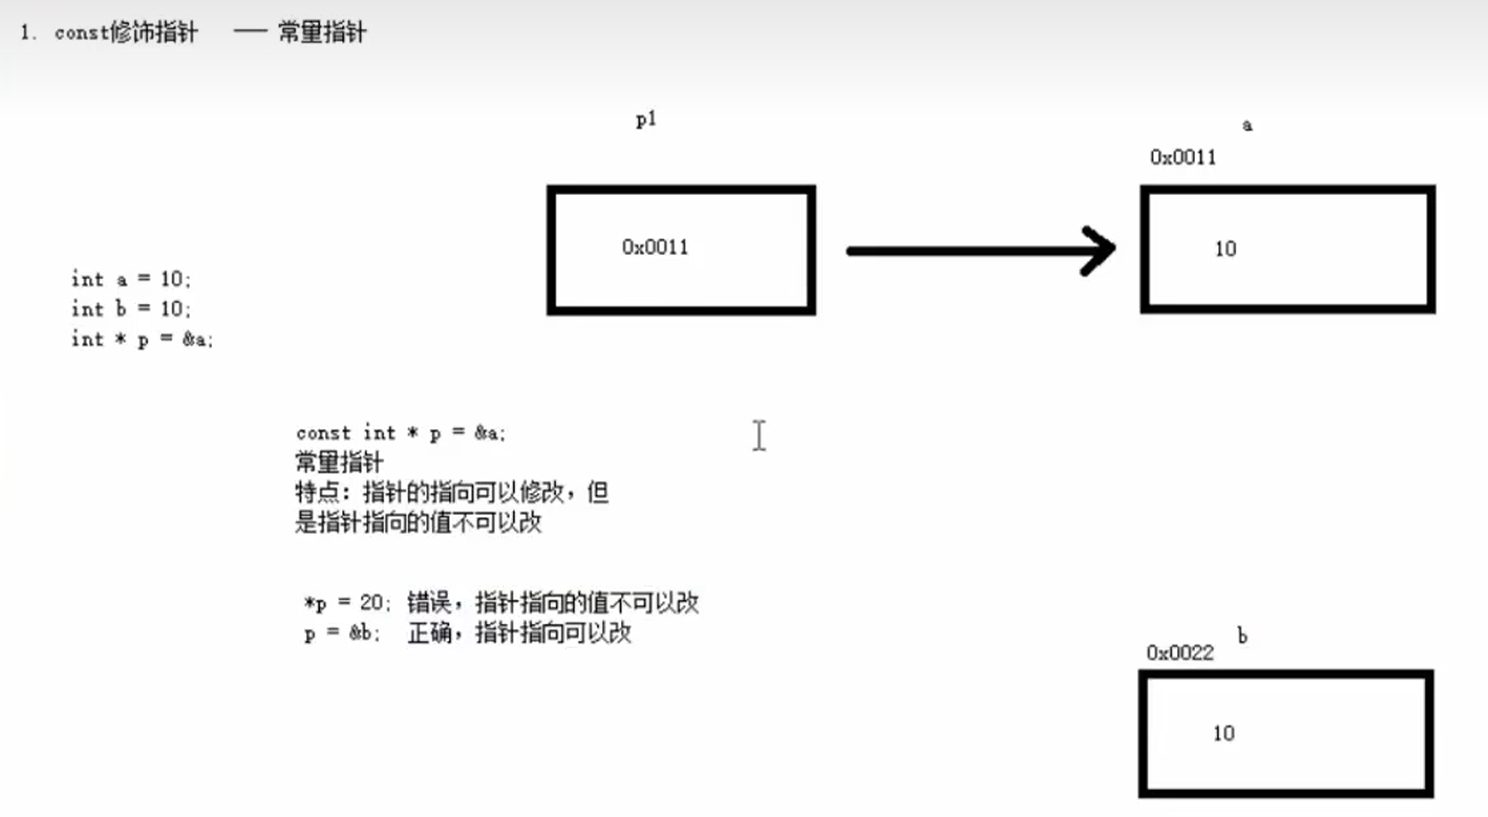 1. const修饰指针 —— 常量指针
p1
a
0x0011
0x0011
10
int a = 10;
int b = 10;
int * p = &a;
const int * p = &a;
常量指针
特点：指针的指向可以修改，但
是指针指向的值不可以改
*p = 20; 错误，指针指向的值不可以改
p = &b; 正确，指针指向可以改
b
0x0022
10